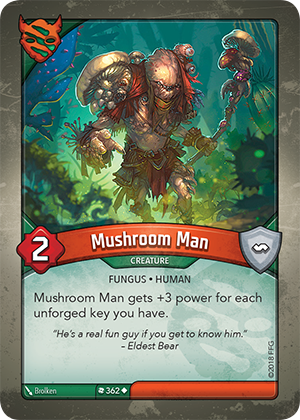 Mushroom Man
2
CREATURE
FUNGUS • HUMAN
Mushroom Man gets +3 power for each
unforged key you have.
"He's a real fun guy if you get to know him."
- Eldest Bear
©2018 FFG
Brolken
362